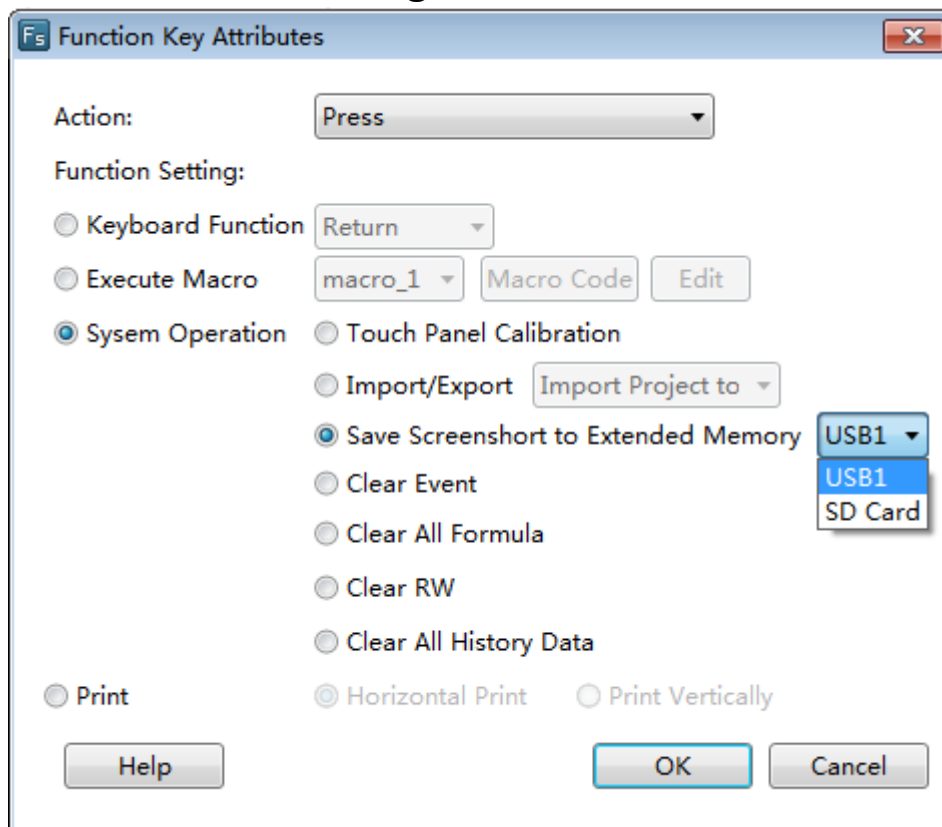 Fs Function Key Attributes
Action: Press
Function Setting:
Keyboard Function Return
Execute Macro macro_1 Macro Code Edit
Sysem Operation Touch Panel Calibration
Import/Export Import Project to
Save Screenshort to Extended Memory USB1
USB1
Clear Event
SD Card
Clear All Formula
Clear RW
Clear All History Data
Print Horizontal Print Print Vertically
Help OK Cancel